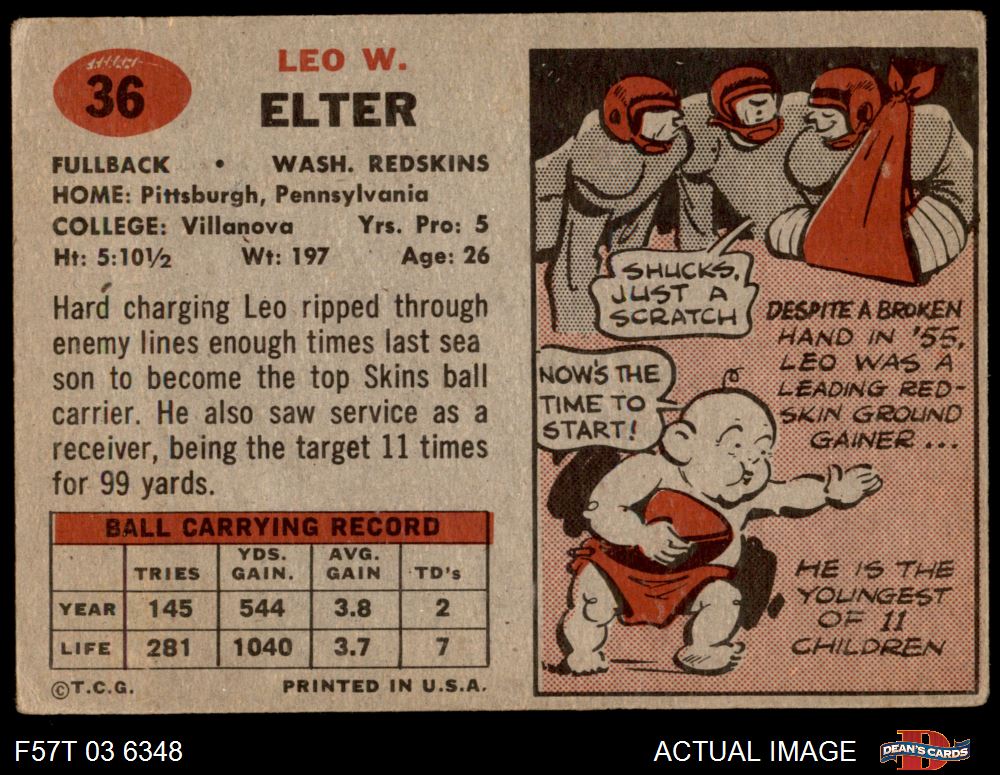 36
LEO W.
ELTER
FULLBACK • WASH. REDSKINS
HOME: Pittsburgh, Pennsylvania
COLLEGE: Villanova Yrs. Pro: 5
Ht: 5:10½ Wt: 197 Age: 26
Hard charging Leo ripped through
enemy lines enough times last sea
son to become the top Skins ball
carrier. He also saw service as a
receiver, being the target 11 times
for 99 yards.
BALL CARRYING RECORD
TRIES YDS. GAIN. AVG. GAIN TD's
YEAR 145 544 3.8 2
LIFE 281 1040 3.7 7
©T.C.G. PRINTED IN U.S.A.
SHUCKS,
JUST A
SCRATCH
DESPITE A BROKEN
HAND IN '55,
LEO WAS A
LEADING RED-
SKIN GROUND
GAINER ...
NOW'S THE
TIME TO
START!
HE IS THE
YOUNGEST
OF 11
CHILDREN
F57T 03 6348
ACTUAL IMAGE
D
DEAN'S CARDS